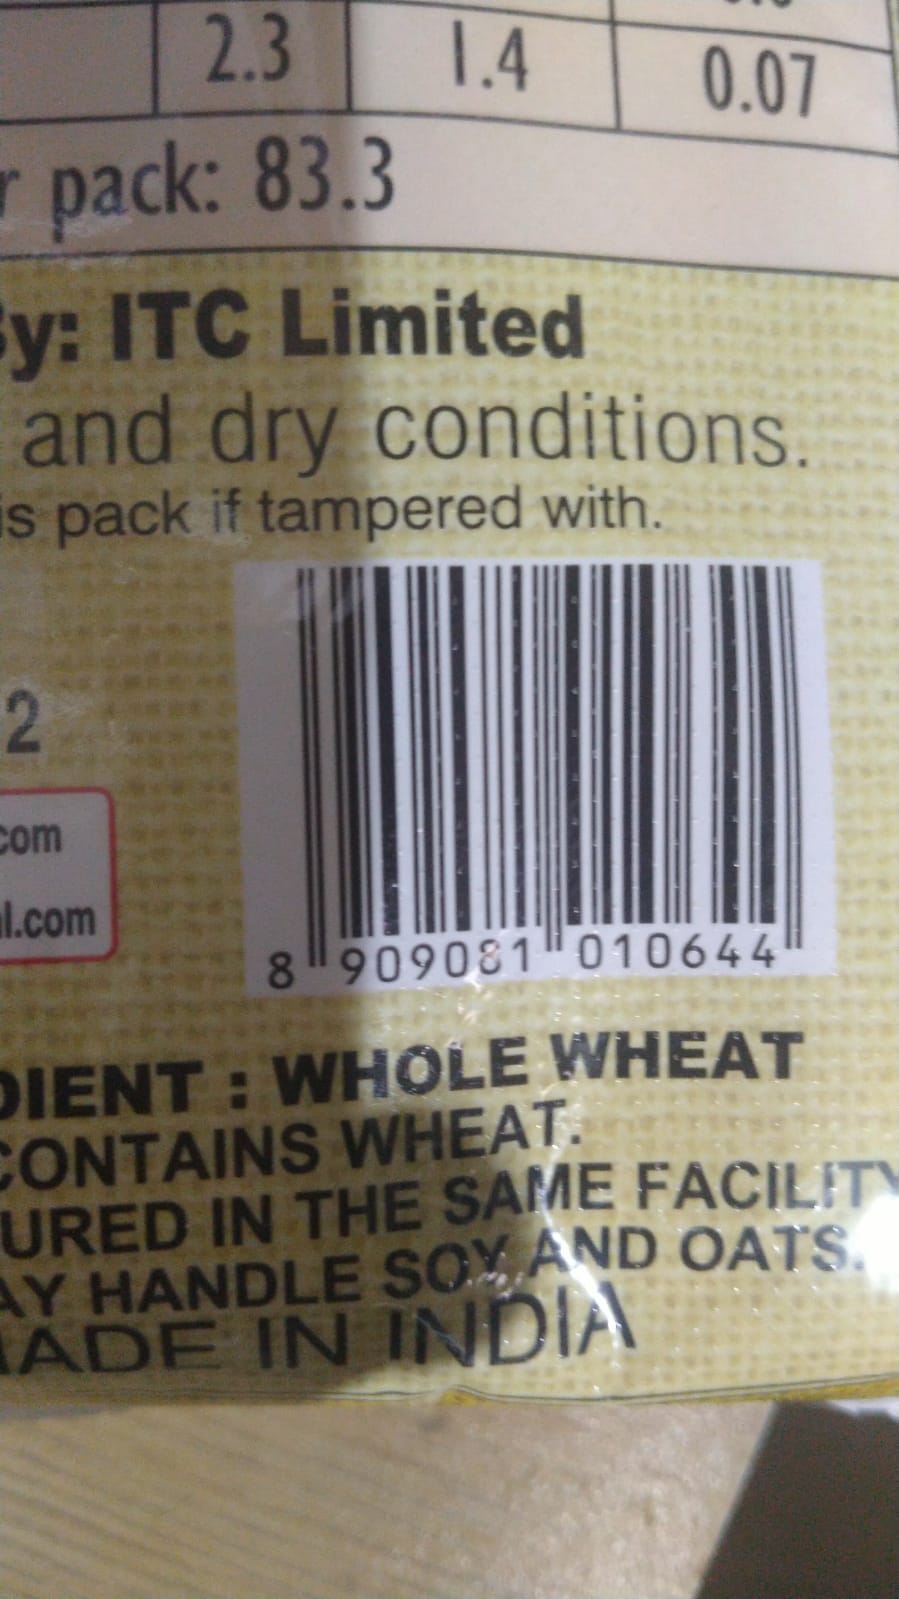 2.3 1.4 0.07
r pack: 83.3
By: ITC Limited
and dry conditions.
is pack if tampered with.
2
com
l.com
8 909081 010644
DIENT : WHOLE WHEAT
CONTAINS WHEAT.
URED IN THE SAME FACILITY
AY HANDLE SOY AND OATS.
MADE IN INDIA